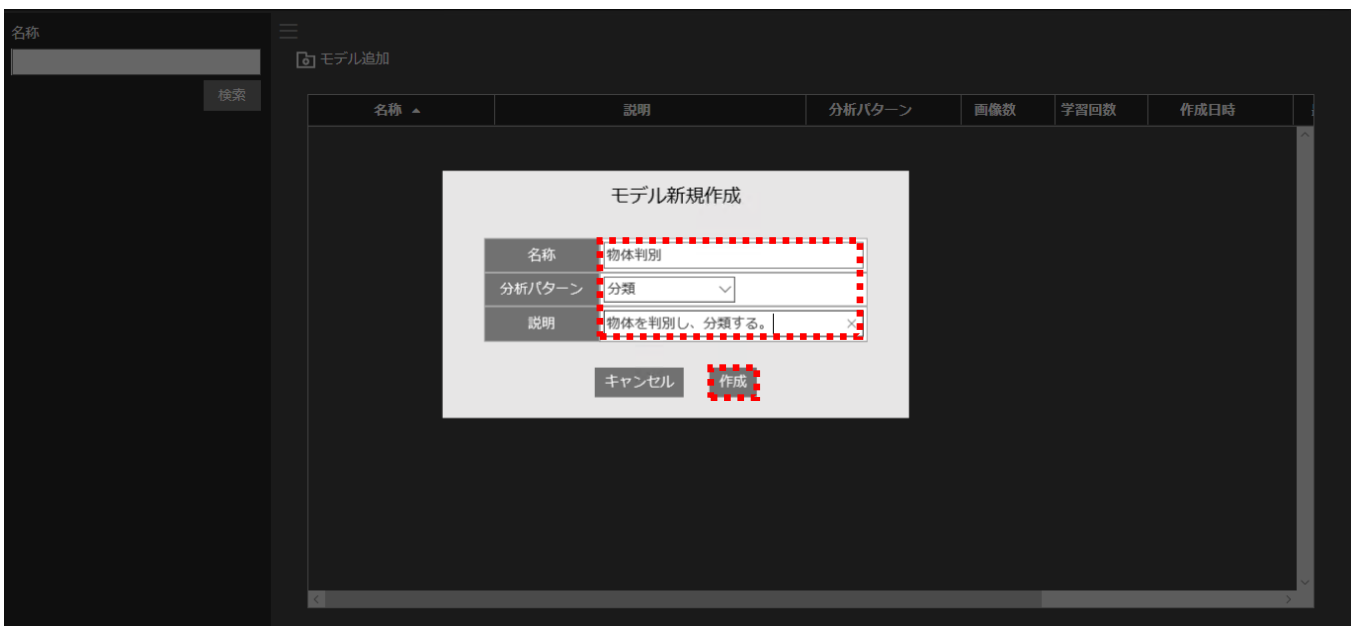 名称
検索
モデル追加
名称 説明 分析パターン 画像数 学習回数 作成日時
モデル新規作成
名称 物体判別
分析パターン 分類
説明 物体を判別し、分類する。
キャンセル 作成